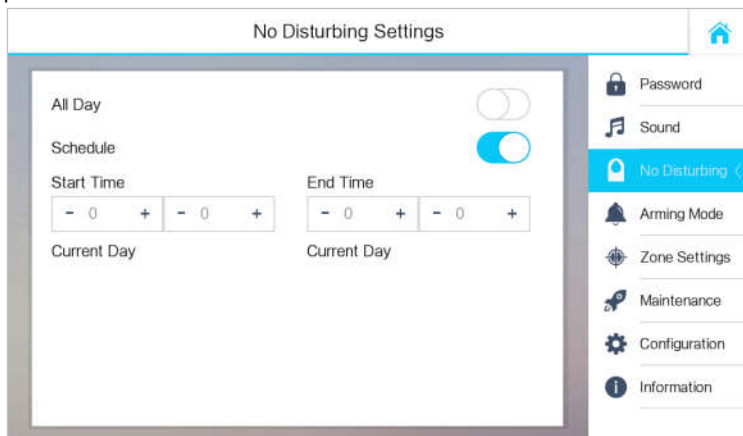 No Disturbing Settings
All Day
Schedule
Start Time
End Time
- 0 + - 0 +
- 0 + - 0 +
Current Day
Current Day
Password
Sound
No Disturbing <
Arming Mode
Zone Settings
Maintenance
Configuration
Information